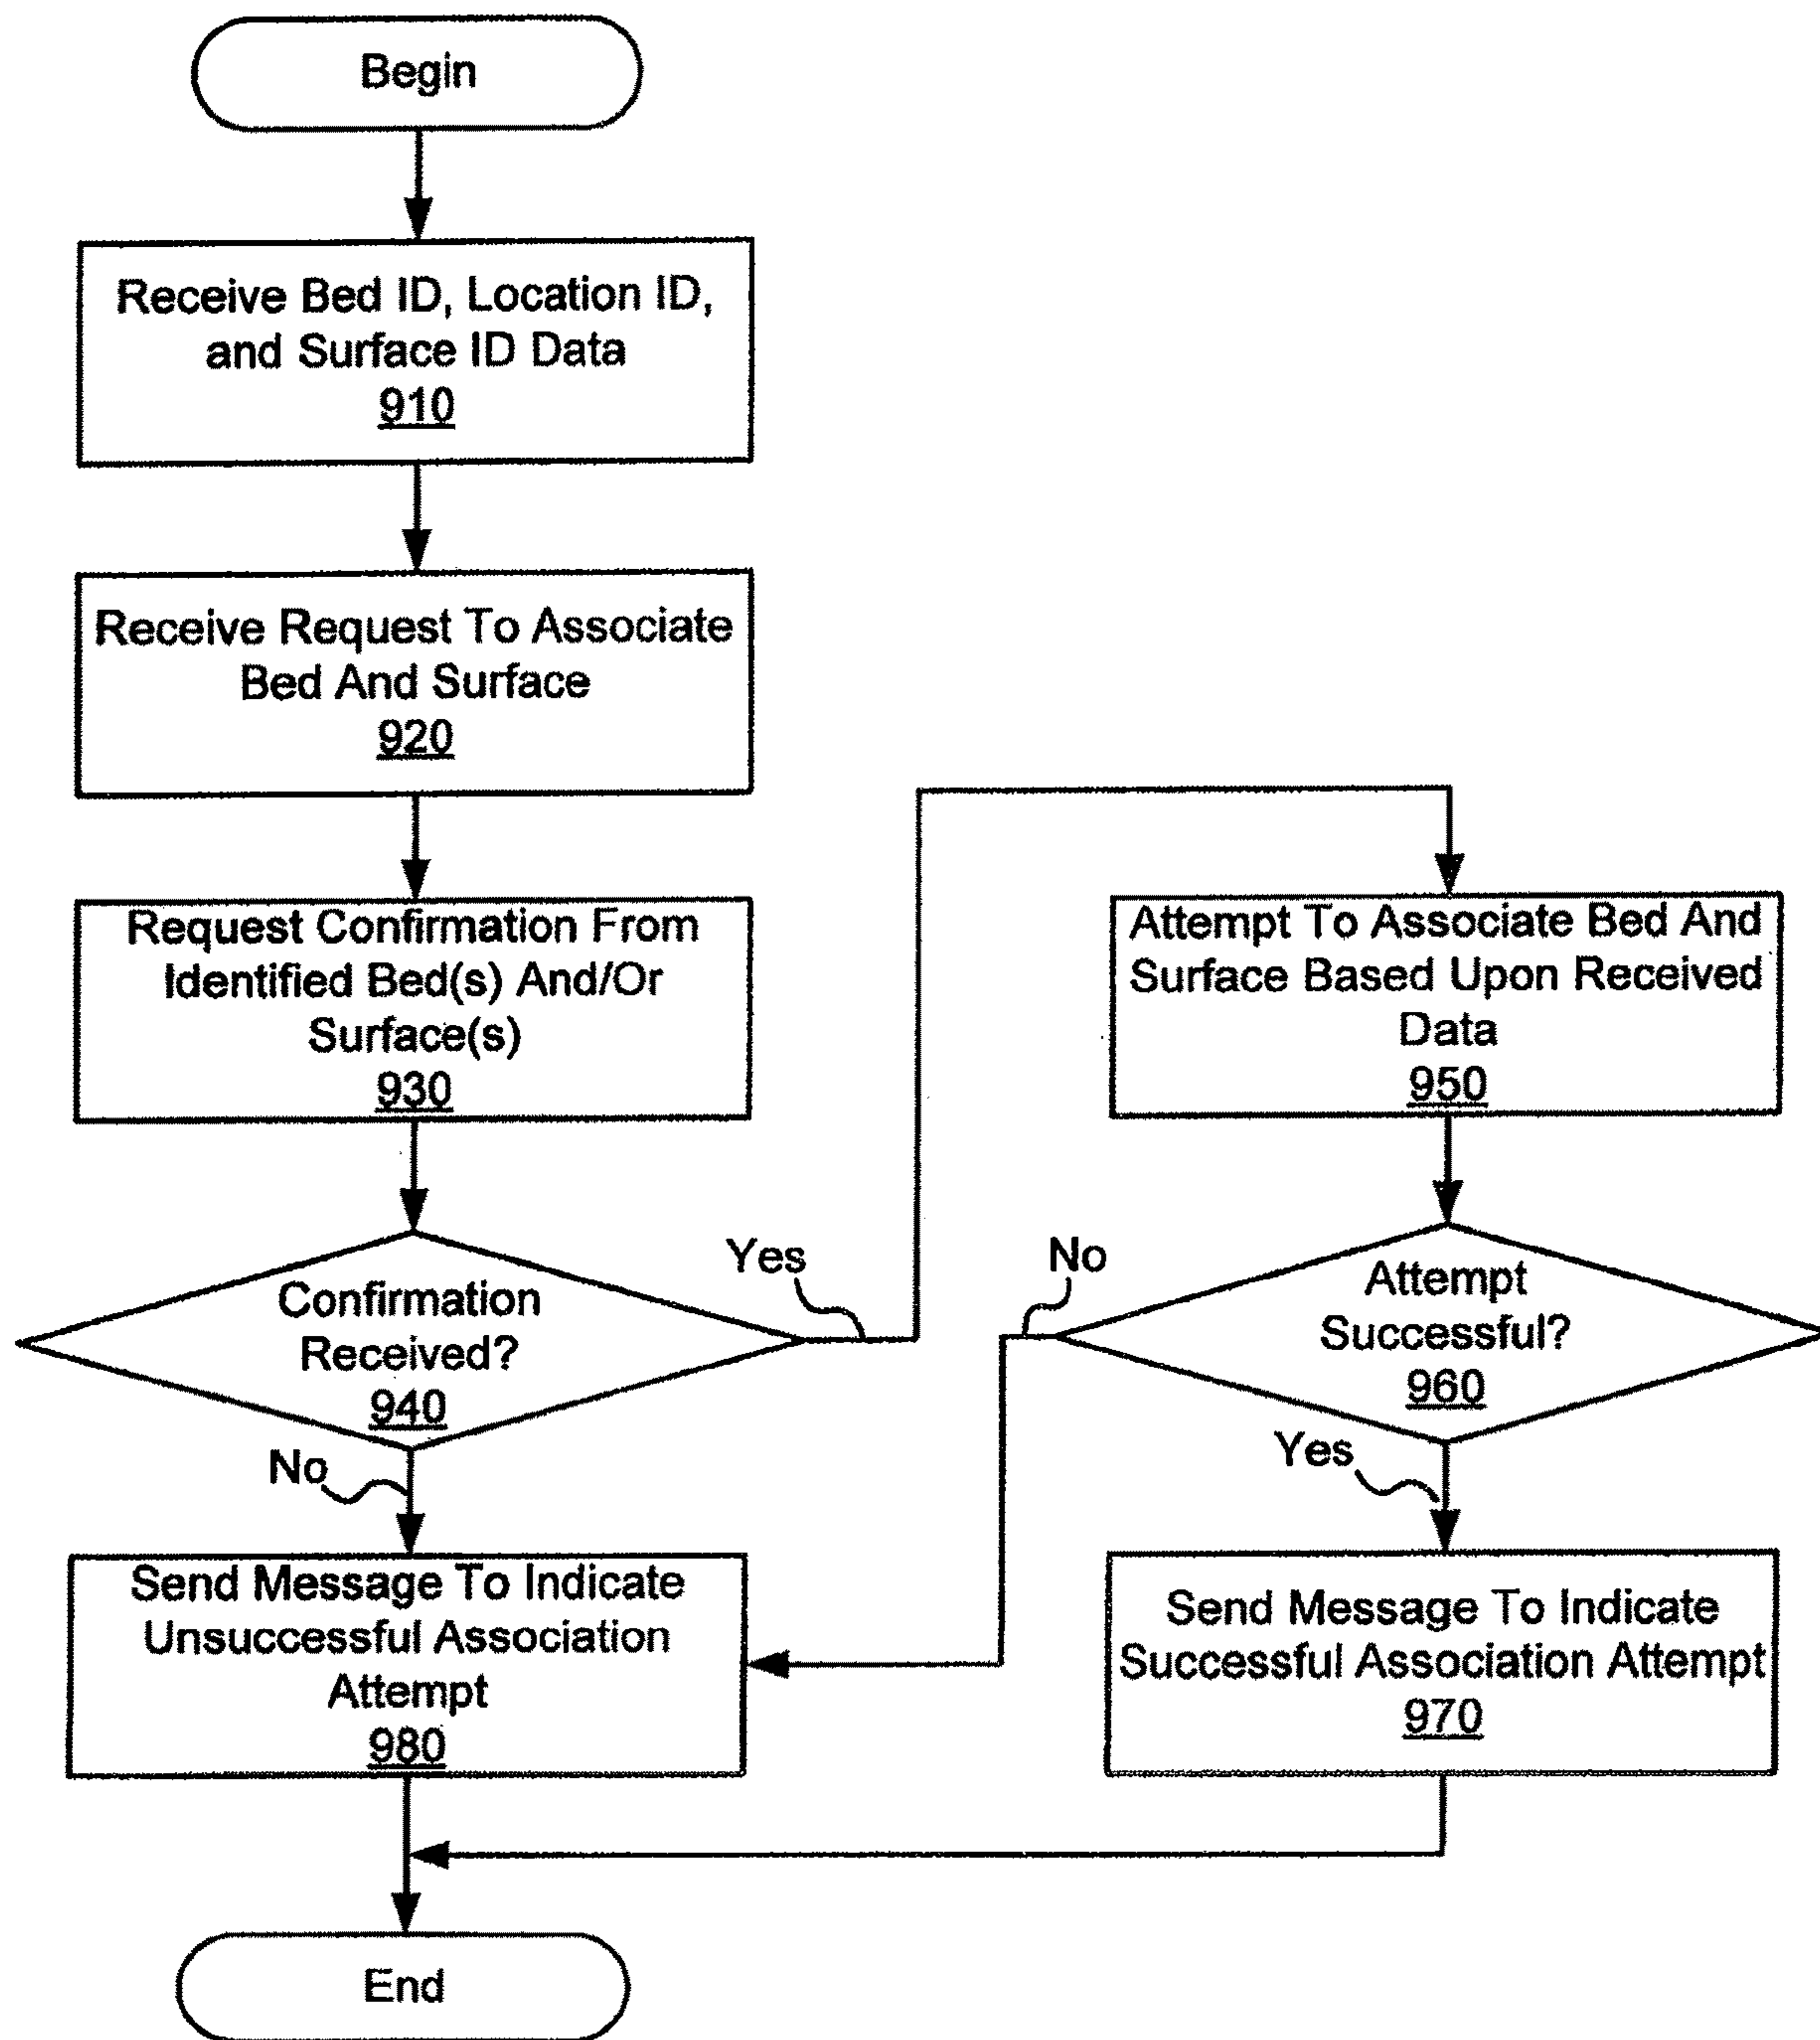 Begin
Receive Bed ID, Location ID,
and Surface ID Data
910
Receive Request To Associate
Bed And Surface
920
Request Confirmation From
Identified Bed(s) And/Or
Surface(s)
930
Confirmation
Received?
940
Yes
No
Attempt To Associate Bed And
Surface Based Upon Received
Data
950
Attempt
Successful?
960
No
Yes
Send Message To Indicate
Successful Association Attempt
970
Send Message To Indicate
Unsuccessful Association
Attempt
980
End